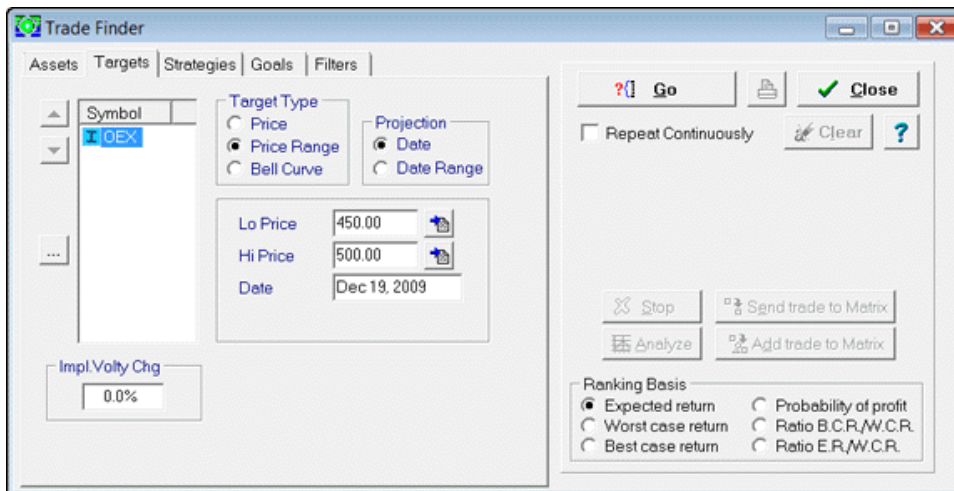 Trade Finder
Assets Targets Strategies Goals Filters
Symbol
I OEX
...
Target Type
Price
Price Range
Bell Curve
Projection
Date
Date Range
Lo Price 450.00
Hi Price 500.00
Date Dec 19, 2009
Impl.Volty Chg
0.0%
?{] Go
Close
Repeat Continuously
Clear
?
Stop
Send trade to Matrix
Analyze
Add trade to Matrix
Ranking Basis
Expected return
Worst case return
Best case return
Probability of profit
Ratio B.C.R./W.C.R.
Ratio E.R./W.C.R.